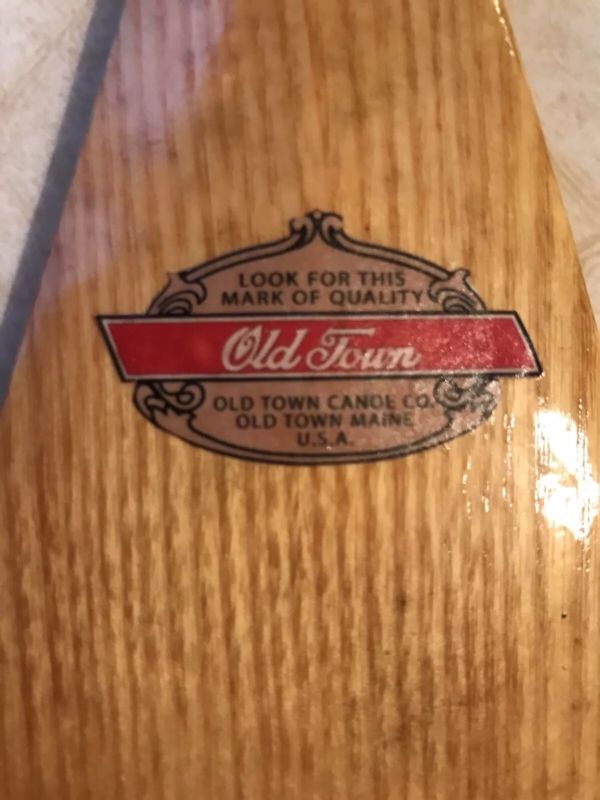 LOOK FOR THIS
MARK OF QUALITY
Old Town
OLD TOWN CANOE CO.
OLD TOWN MAINE
U.S.A.